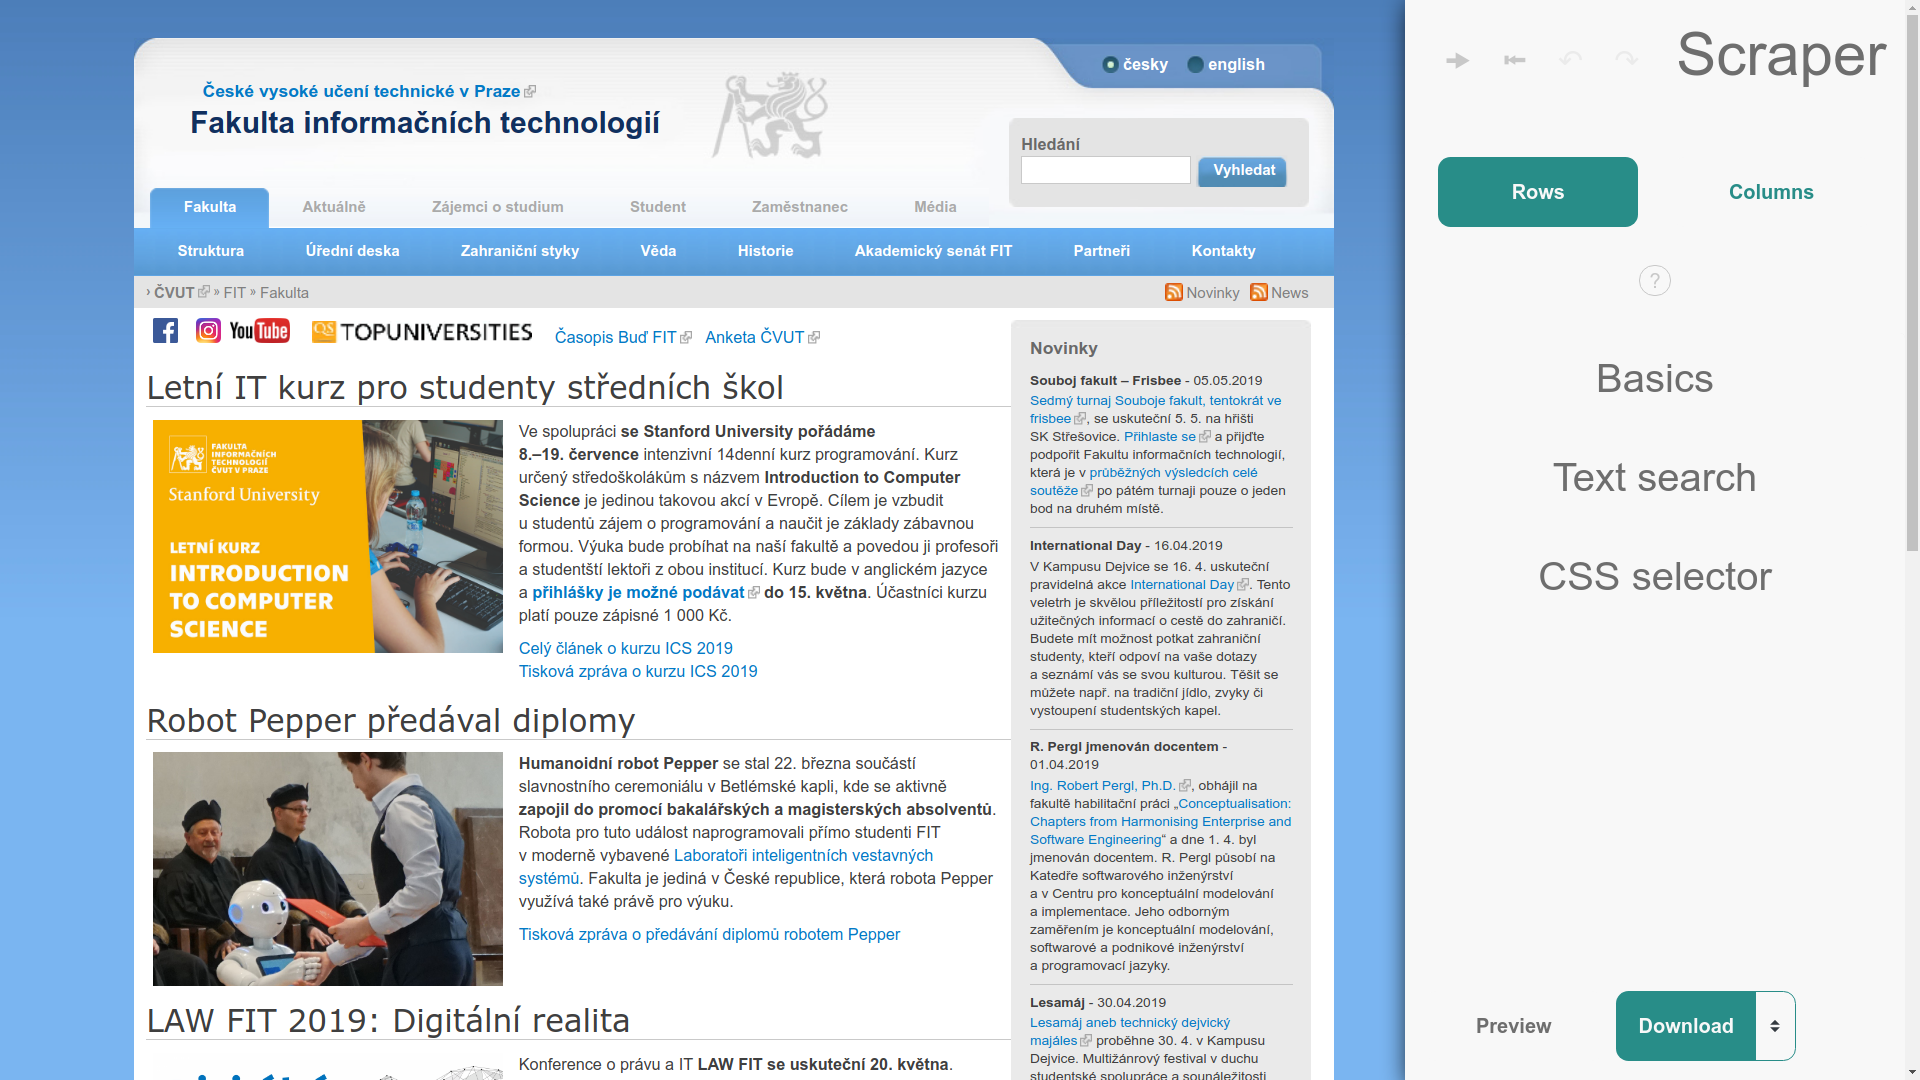 česky
english
České vysoké učení technické v Praze
Fakulta informačních technologií
Hledání
Vyhledat
Fakulta
Aktuálně
Zájemci o studium
Student
Zaměstnanec
Média
Struktura
Úřední deska
Zahraniční styky
Věda
Historie
Akademický senát FIT
Partneři
Kontakty
› ČVUT » FIT » Fakulta
Novinky
News
YouTube
QS TOPUNIVERSITIES
Časopis Buď FIT
Anketa ČVUT
Letní IT kurz pro studenty středních škol
FAKULTA
INFORMAČNÍCH
TECHNOLOGIÍ
ČVUT V PRAZE
Stanford University
LETNÍ KURZ
INTRODUCTION
TO COMPUTER
SCIENCE
Ve spolupráci se Stanford University pořádáme
8.–19. července intenzivní 14denní kurz programování. Kurz
určený středoškolákům s názvem Introduction to Computer
Science je jedinou takovou akcí v Evropě. Cílem je vzbudit
u studentů zájem o programování a naučit je základy zábavnou
formou. Výuka bude probíhat na naší fakultě a povedou ji profesoři
a studentští lektoři z obou institucí. Kurz bude v anglickém jazyce
a přihlášky je možné podávat do 15. května. Účastníci kurzu
platí pouze zápisné 1 000 Kč.
Celý článek o kurzu ICS 2019
Tisková zpráva o kurzu ICS 2019
Robot Pepper předával diplomy
Humanoidní robot Pepper se stal 22. března součástí
slavnostního ceremoniálu v Betlémské kapli, kde se aktivně
zapojil do promocí bakalářských a magisterských absolventů.
Robota pro tuto událost naprogramovali přímo studenti FIT
v moderně vybavené Laboratoři inteligentních vestavných
systémů. Fakulta je jediná v České republice, která robota Pepper
využívá také právě pro výuku.
Tisková zpráva o předávání diplomů robotem Pepper
LAW FIT 2019: Digitální realita
Konference o právu a IT LAW FIT se uskuteční 20. května.
Novinky
Souboj fakult – Frisbee - 05.05.2019
Sedmý turnaj Souboje fakult, tentokrát ve
frisbee, se uskuteční 5. 5. na hřišti
SK Střešovice. Přihlaste se a přijďte
podpořit Fakultu informačních technologií,
která je v průběžných výsledcích celé
soutěže po pátém turnaji pouze o jeden
bod na druhém místě.
International Day - 16.04.2019
V Kampusu Dejvice se 16. 4. uskuteční
pravidelná akce International Day. Tento
veletrh je skvělou příležitostí pro získání
užitečných informací o cestě do zahraničí.
Budete mít možnost potkat zahraniční
studenty, kteří odpoví na vaše dotazy
a seznámí vás se svou kulturou. Těšit se
můžete např. na tradiční jídlo, zvyky či
vystoupení studentských kapel.
R. Pergl jmenován docentem -
01.04.2019
Ing. Robert Pergl, Ph.D., obhájil na
fakultě habilitační práci „Conceptualisation:
Chapters from Harmonising Enterprise and
Software Engineering“ a dne 1. 4. byl
jmenován docentem. R. Pergl působí na
Katedře softwarového inženýrství
a v Centru pro konceptuální modelování
a implementace. Jeho odborným
zaměřením je konceptuální modelování,
softwarové a podnikové inženýrství
a programovací jazyky.
Lesamáj - 30.04.2019
Lesamáj aneb technický dejvický
majáles proběhne 30. 4. v Kampusu
Dejvice. Multižánrový festival v duchu
studentské spolupráce a sounáležitosti
Scraper
Rows
Columns
?
Basics
Text search
CSS selector
Preview
Download